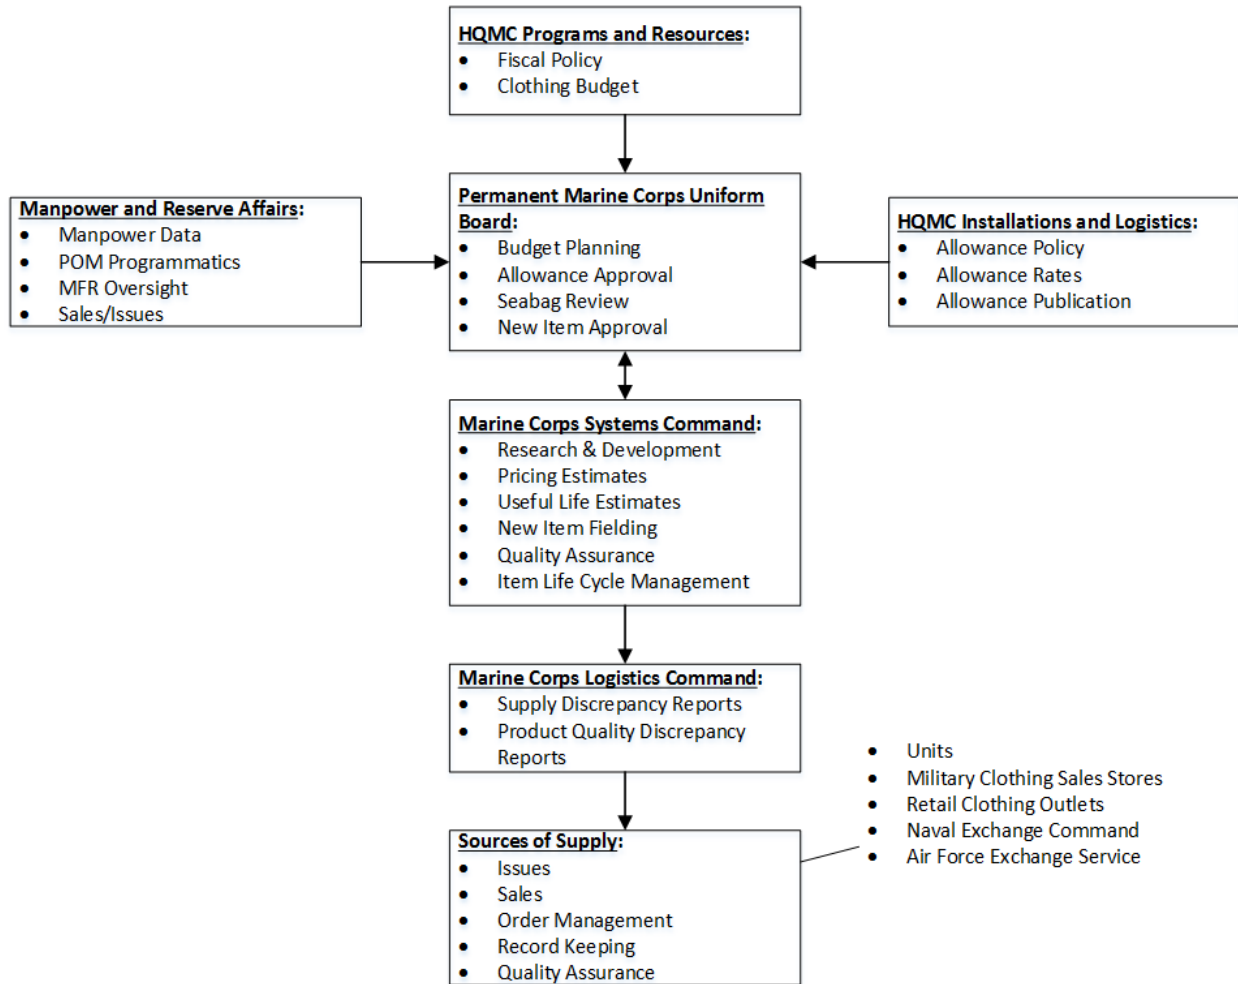 HQMC Programs and Resources:
• Fiscal Policy
• Clothing Budget
Manpower and Reserve Affairs:
• Manpower Data
• POM Programmatics
• MFR Oversight
• Sales/Issues
Permanent Marine Corps Uniform
Board:
• Budget Planning
• Allowance Approval
• Seabag Review
• New Item Approval
HQMC Installations and Logistics:
• Allowance Policy
• Allowance Rates
• Allowance Publication
Marine Corps Systems Command:
• Research & Development
• Pricing Estimates
• Useful Life Estimates
• New Item Fielding
• Quality Assurance
• Item Life Cycle Management
Marine Corps Logistics Command:
• Supply Discrepancy Reports
• Product Quality Discrepancy
Reports
Sources of Supply:
• Issues
• Sales
• Order Management
• Record Keeping
• Quality Assurance
• Units
• Military Clothing Sales Stores
• Retail Clothing Outlets
• Naval Exchange Command
• Air Force Exchange Service